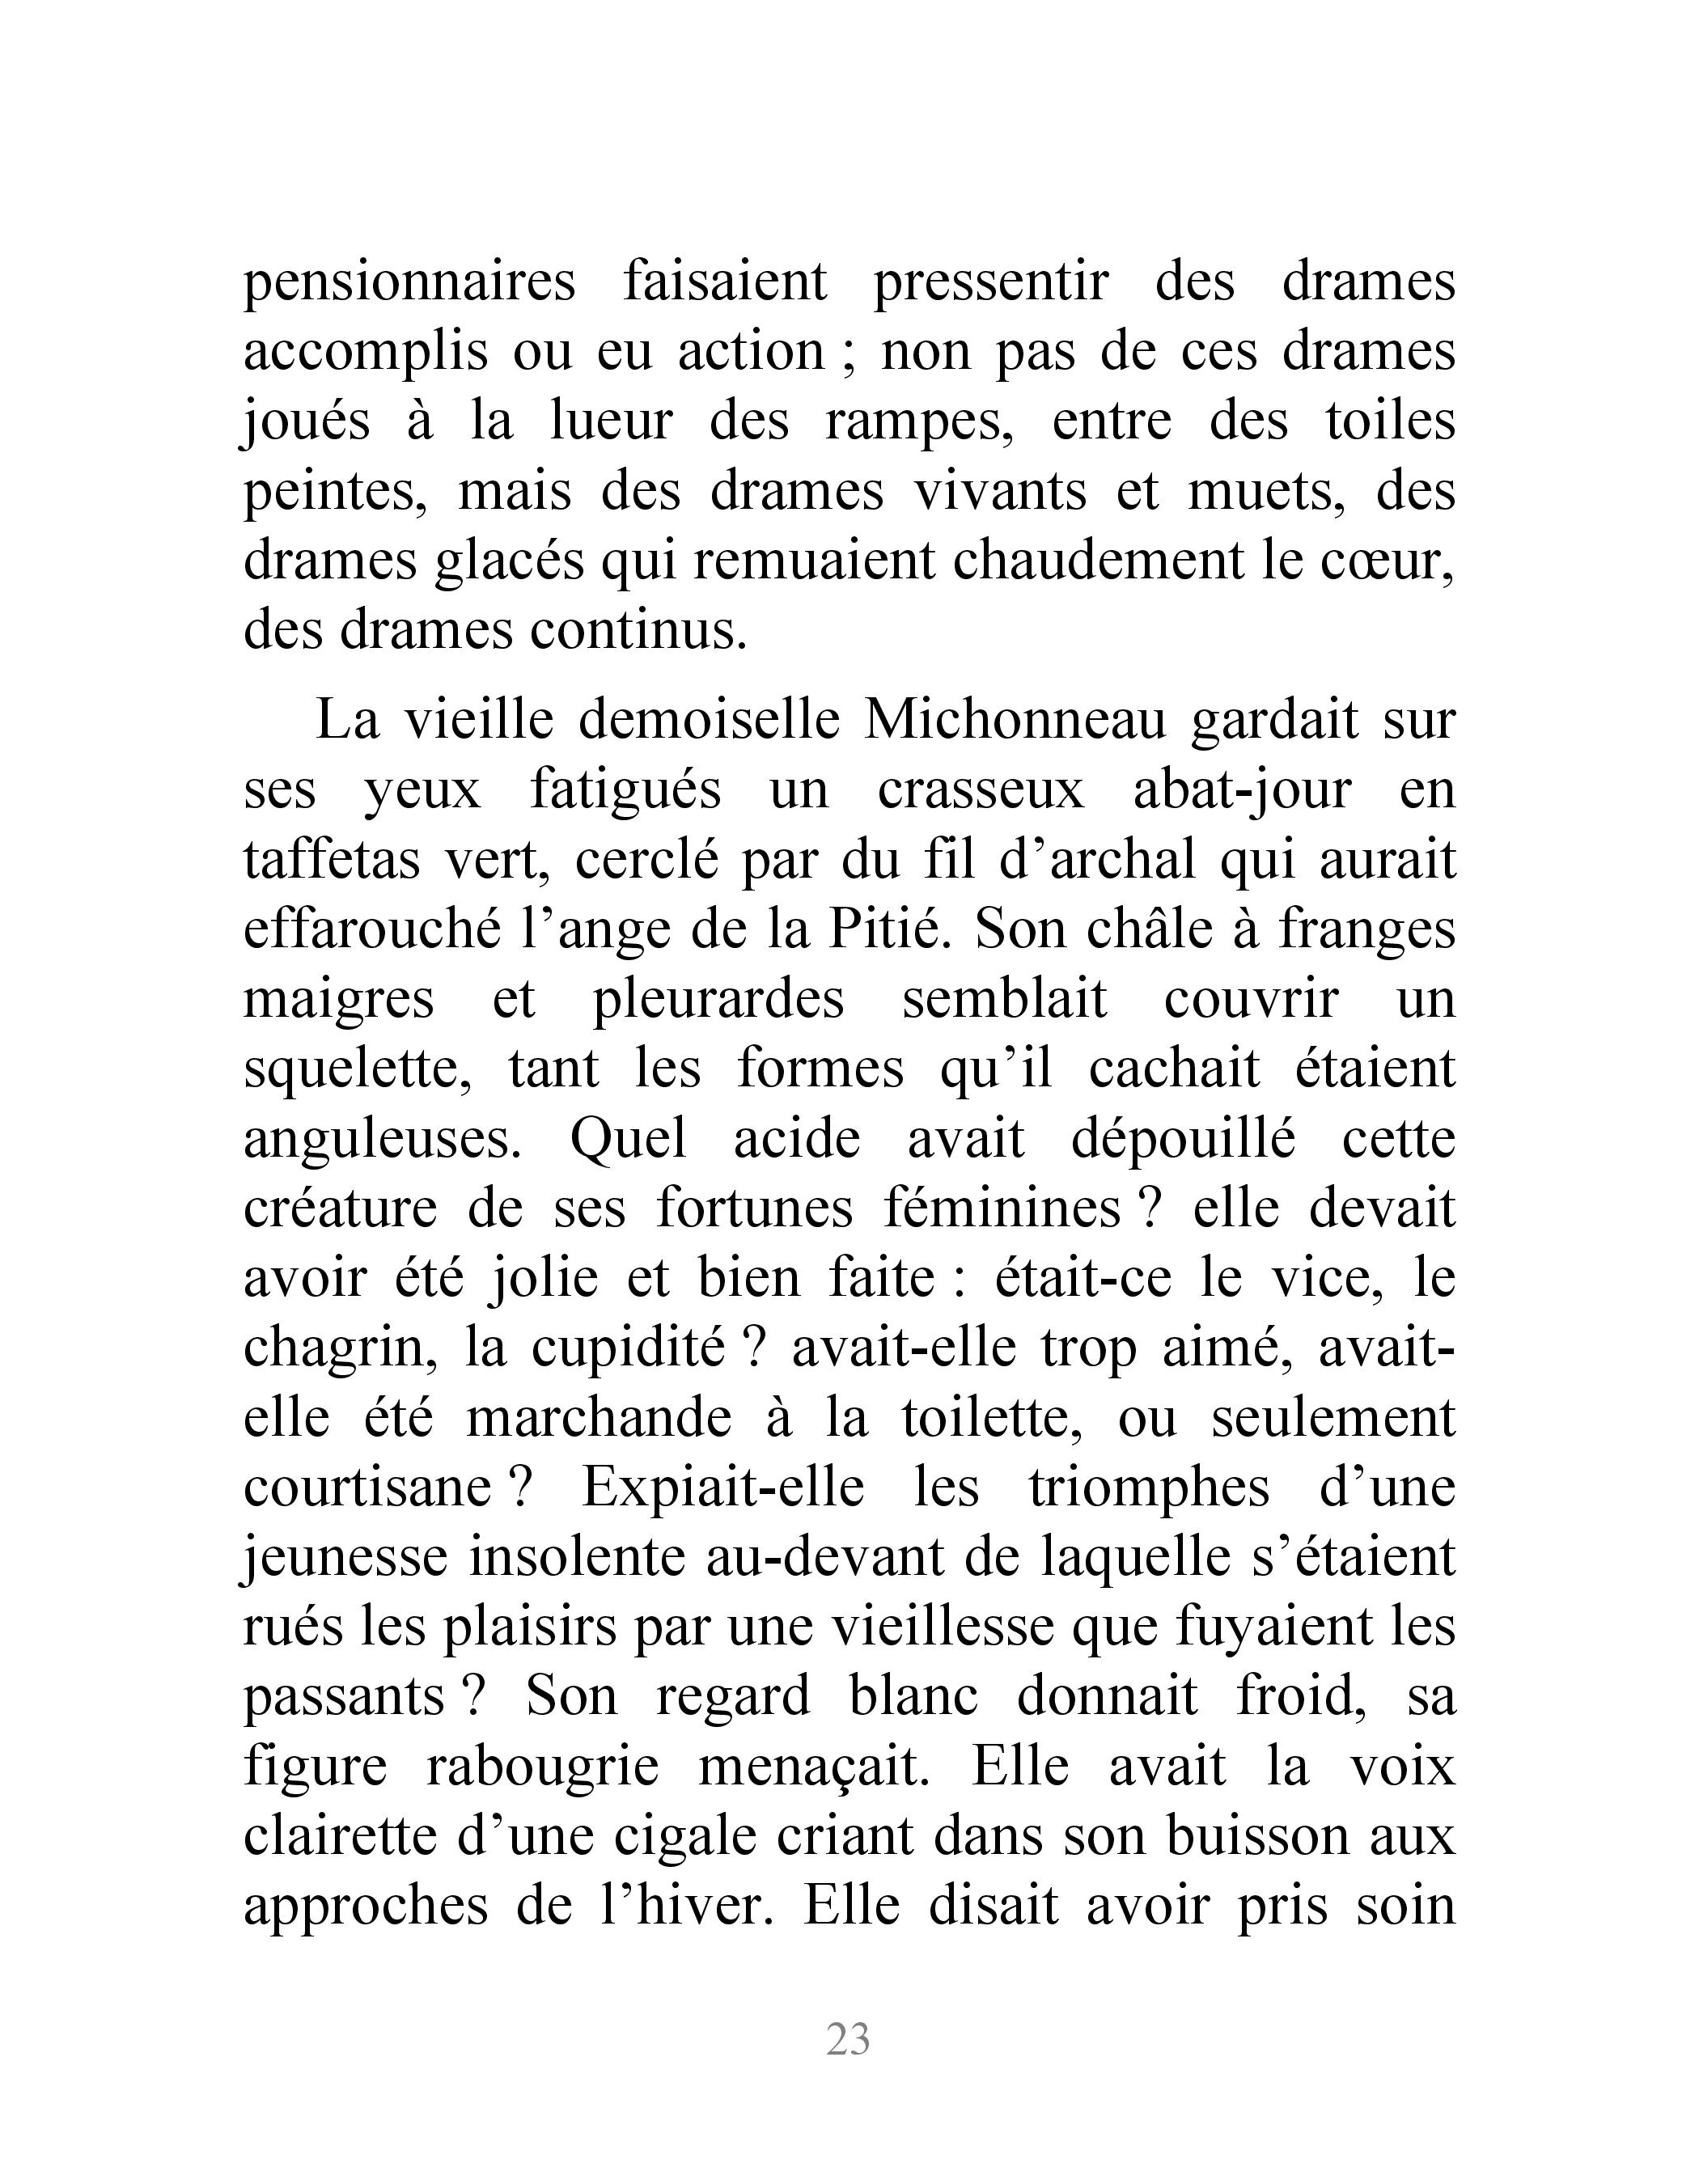 pensionnaires faisaient pressentir des drames
accomplis ou eu action ; non pas de ces drames
joués à la lueur des rampes, entre des toiles
peintes, mais des drames vivants et muets, des
drames glacés qui remuaient chaudement le cœur,
des drames continus.
La vieille demoiselle Michonneau gardait sur
ses yeux fatigués un crasseux abat-jour en
taffetas vert, cerclé par du fil d’archal qui aurait
effarouché l’ange de la Pitié. Son châle à franges
maigres et pleurardes semblait couvrir un
squelette, tant les formes qu’il cachait étaient
anguleuses. Quel acide avait dépouillé cette
créature de ses fortunes féminines ? elle devait
avoir été jolie et bien faite : était-ce le vice, le
chagrin, la cupidité ? avait-elle trop aimé, avait-
elle été marchande à la toilette, ou seulement
courtisane ? Expiait-elle les triomphes d’une
jeunesse insolente au-devant de laquelle s’étaient
rués les plaisirs par une vieillesse que fuyaient les
passants ? Son regard blanc donnait froid, sa
figure rabougrie menaçait. Elle avait la voix
clairette d’une cigale criant dans son buisson aux
approches de l’hiver. Elle disait avoir pris soin
23